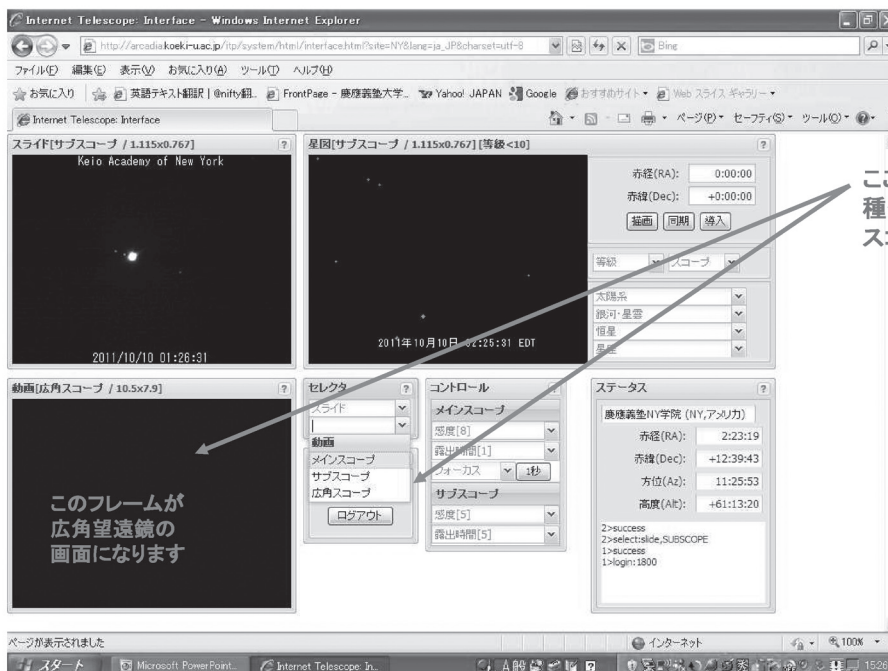 Internet Telescope: Interface - Windows Internet Explorer
http://arcadia.koeki-u.ac.jp/itp/system/html/interface.html?site=NY&lang=ja_JP&charset=utf-8
Bing
ファイル(F) 編集(E) 表示(V) お気に入り(A) ツール(T) ヘルプ(H)
お気に入り 英語テキスト翻訳 | @nifty翻... FrontPage - 慶應義塾大学... Yahoo! JAPAN Google おすすめサイト Web スライス ギャラリー
Internet Telescope: Interface
ページ(P) セーフティ(S) ツール(O)
スライド[サブスコープ / 1.115x0.767] ?
Keio Academy of New York
2011/10/10 01:26:31
星図[サブスコープ / 1.115x0.767] [等級<10] ?
2011年10月10日 02:25:31 EDT
赤経(RA): 0:00:00
赤緯(Dec): +0:00:00
描画 同期 導入
等級 スコープ
太陽系
銀河・星雲
恒星
星座
動画[広角スコープ / 10.5x7.9] ?
このフレームが
広角望遠鏡の
画面になります
セレクタ ?
スライド
動画
メインスコープ
サブスコープ
広角スコープ
ログアウト
コントロール ?
メインスコープ
感度[8]
露出時間[1]
フォーカス 1秒
サブスコープ
感度[5]
露出時間[5]
ステータス ?
慶應義塾NY学院 (NY,アメリカ)
赤経(RA): 2:23:19
赤緯(Dec): +12:39:43
方位(Az): 11:25:53
高度(Alt): +61:13:20
2>success
2>select:slide,SUBSCOPE
1>success
1>login:1800
種
ページが表示されました
インターネット
100%
スタート Microsoft PowerPoint... Internet Telescope: In...
15:26